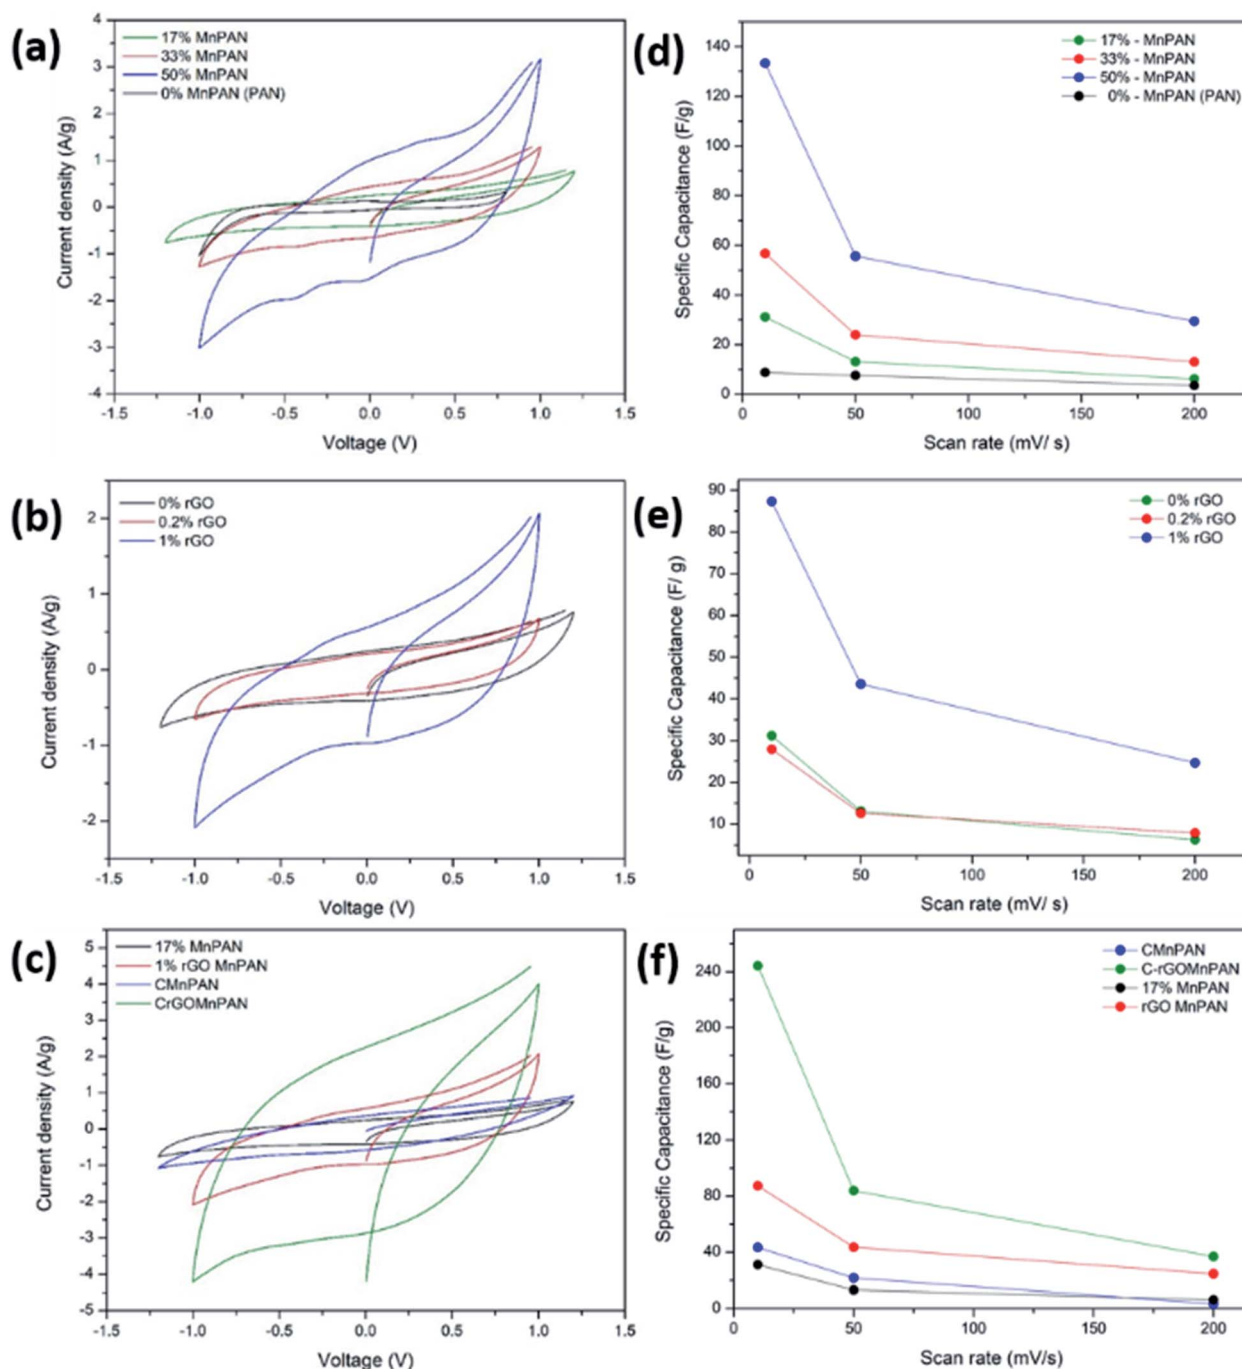 (a)
17% MnPAN
33% MnPAN
50% MnPAN
0% MnPAN (PAN)
4
3
2
1
0
-1
-2
-3
-4
Current density (A/g)
-1.5 -1.0 -0.5 0.0 0.5 1.0 1.5
Voltage (V)
(d)
17% - MnPAN
33% - MnPAN
50% - MnPAN
0% - MnPAN (PAN)
140
120
100
80
60
40
20
0
Specific Capacitance (F/g)
0 50 100 150 200
Scan rate (mV/ s)
(b)
0% rGO
0.2% rGO
1% rGO
2
1
0
-1
-2
Current density (A/g)
-1.5 -1.0 -0.5 0.0 0.5 1.0 1.5
Voltage (V)
(e)
0% rGO
0.2% rGO
1% rGO
90
80
70
60
50
40
30
20
10
Specific Capacitance (F/ g)
0 50 100 150 200
Scan rate (mV/ s)
(c)
17% MnPAN
1% rGO MnPAN
CMnPAN
CrGOMnPAN
5
4
3
2
1
0
-1
-2
-3
-4
-5
Current density (A/g)
-1.5 -1.0 -0.5 0.0 0.5 1.0 1.5
Voltage (V)
(f)
CMnPAN
C-rGOMnPAN
17% MnPAN
rGO MnPAN
240
200
160
120
80
40
0
Specific Capacitance (F/g)
0 50 100 150 200
Scan rate (mV/s)